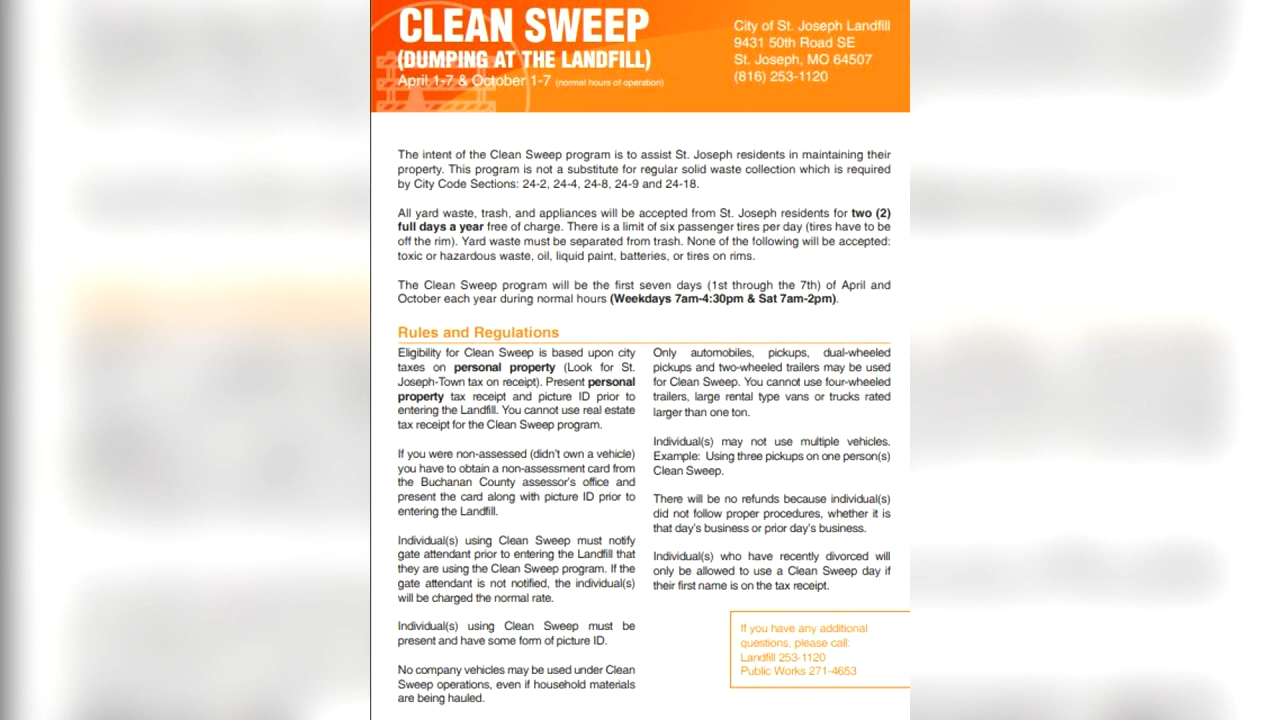 CLEAN SWEEP
(DUMPING AT THE LANDFILL)
April 1-7 & October 1-7 (normal hours of operation)
City of St. Joseph Landfill
9431 50th Road SE
St. Joseph, MO 64507
(816) 253-1120
The intent of the Clean Sweep program is to assist St. Joseph residents in maintaining their
property. This program is not a substitute for regular solid waste collection which is required
by City Code Sections: 24-2, 24-4, 24-8, 24-9 and 24-18.
All yard waste, trash, and appliances will be accepted from St. Joseph residents for two (2)
full days a year free of charge. There is a limit of six passenger tires per day (tires have to be
off the rim). Yard waste must be separated from trash. None of the following will be accepted:
toxic or hazardous waste, oil, liquid paint, batteries, or tires on rims.
The Clean Sweep program will be the first seven days (1st through the 7th) of April and
October each year during normal hours (Weekdays 7am-4:30pm & Sat 7am-2pm).
Rules and Regulations
Eligibility for Clean Sweep is based upon city
taxes on personal property (Look for St.
Joseph-Town tax on receipt). Present personal
property tax receipt and picture ID prior to
entering the Landfill. You cannot use real estate
tax receipt for the Clean Sweep program.
If you were non-assessed (didn't own a vehicle)
you have to obtain a non-assessment card from
the Buchanan County assessor's office and
present the card along with picture ID prior to
entering the Landfill.
Individual(s) using Clean Sweep must notify
gate attendant prior to entering the Landfill that
they are using the Clean Sweep program. If the
gate attendant is not notified, the individual(s)
will be charged the normal rate.
Individual(s) using Clean Sweep must be
present and have some form of picture ID.
No company vehicles may be used under Clean
Sweep operations, even if household materials
are being hauled.
Only automobiles, pickups, dual-wheeled
pickups and two-wheeled trailers may be used
for Clean Sweep. You cannot use four-wheeled
trailers, large rental type vans or trucks rated
larger than one ton.
Individual(s) may not use multiple vehicles.
Example: Using three pickups on one person(s)
Clean Sweep.
There will be no refunds because individual(s)
did not follow proper procedures, whether it is
that day's business or prior day's business.
Individual(s) who have recently divorced will
only be allowed to use a Clean Sweep day if
their first name is on the tax receipt.
If you have any additional
questions, please call:
Landfill 253-1120
Public Works 271-4653